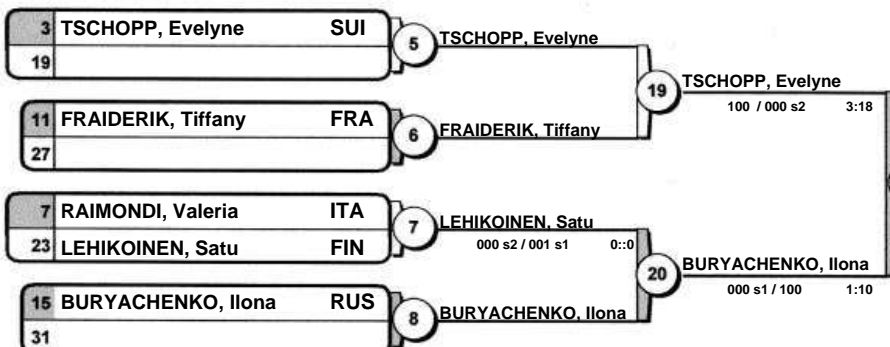 3 TSCHOPP, Evelyne SUI
19
5
TSCHOPP, Evelyne
11 FRAIDERIK, Tiffany FRA
27
6
FRAIDERIK, Tiffany
19
TSCHOPP, Evelyne
100 / 000 s2 3:18
7 RAIMONDI, Valeria ITA
23 LEHIKOINEN, Satu FIN
7
LEHIKOINEN, Satu
000 s2 / 001 s1 0::0
15 BURYACHENKO, Ilona RUS
31
8
BURYACHENKO, Ilona
20
BURYACHENKO, Ilona
000 s1 / 100 1:10